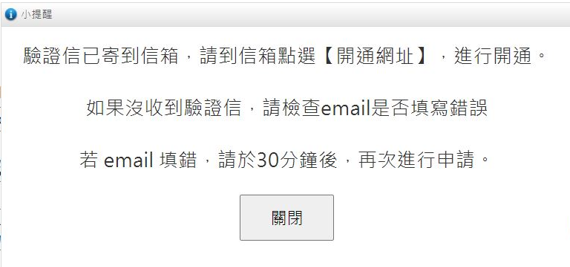 小提醒
驗證信已寄到信箱，請到信箱點選【開通網址】，進行開通。
如果沒收到驗證信，請檢查email是否填寫錯誤
若 email 填錯，請於30分鐘後，再次進行申請。
關閉